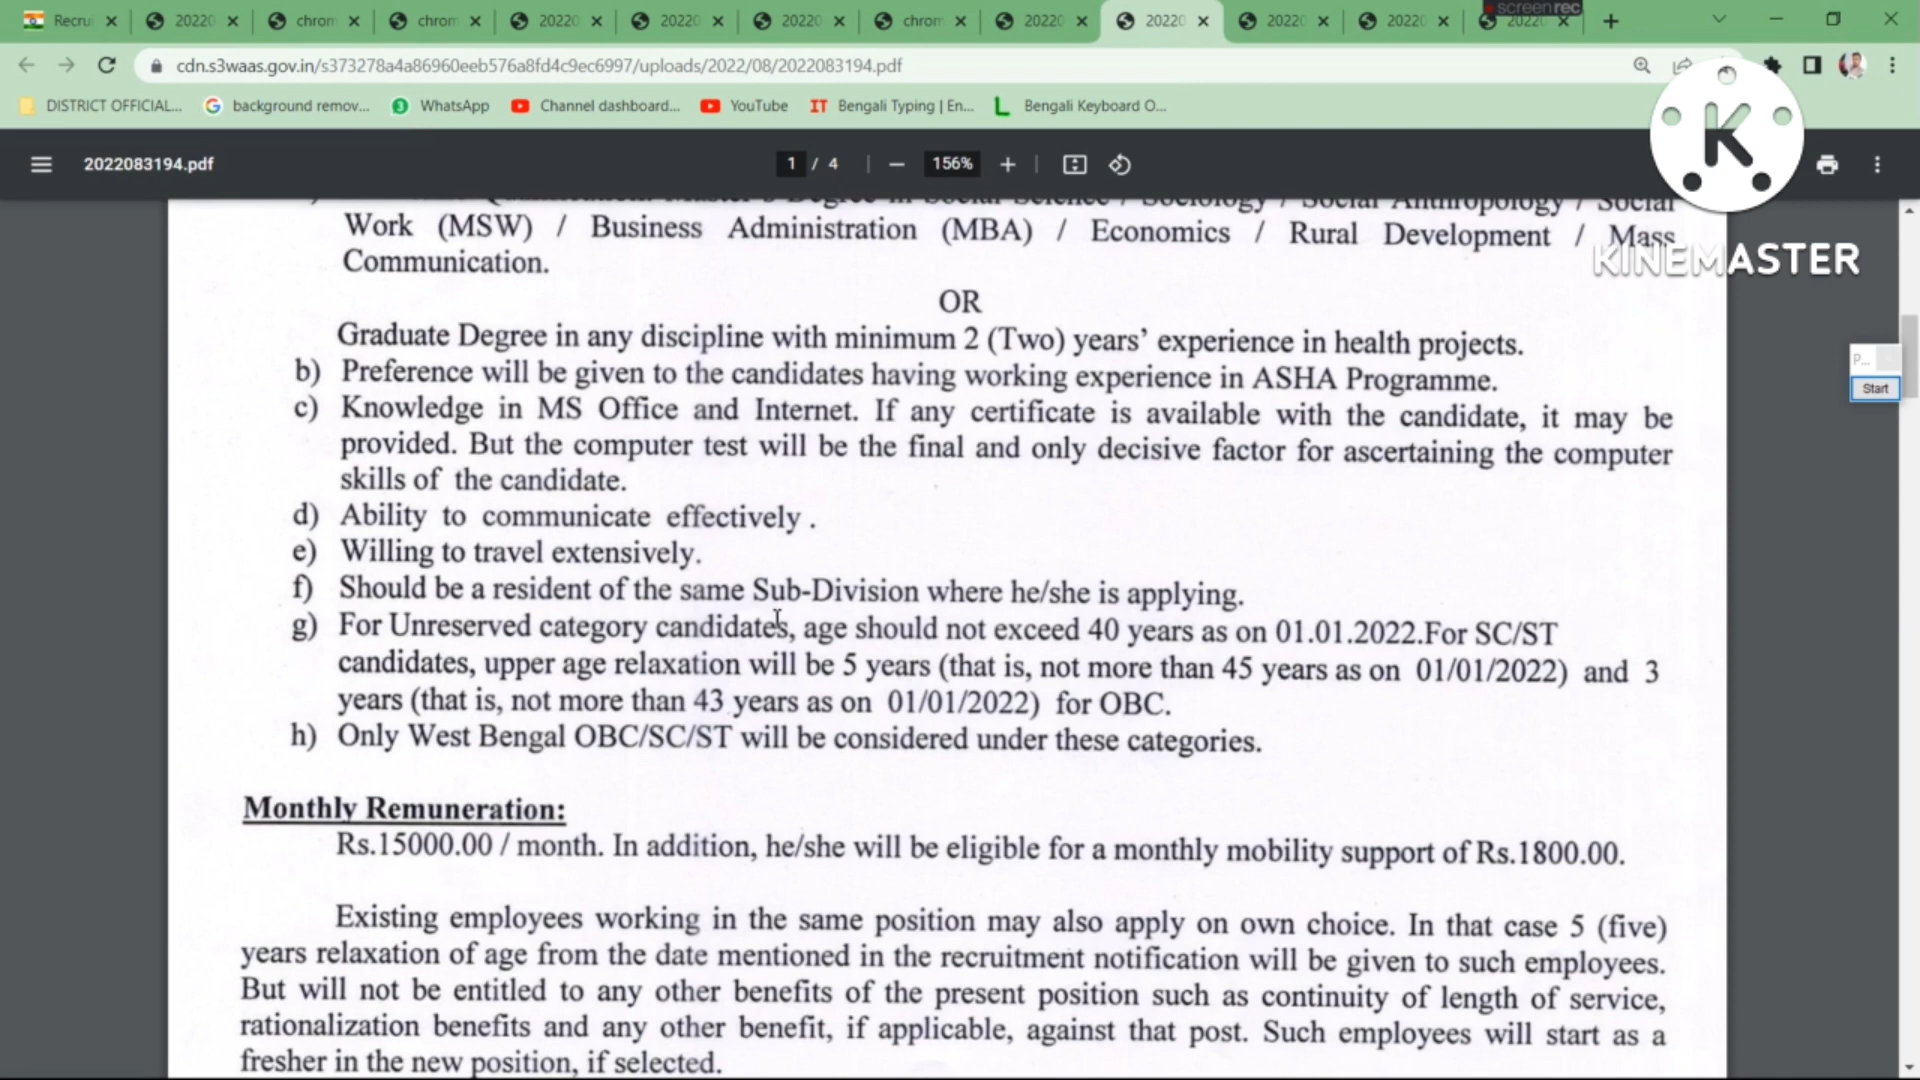 Recrui
20220
chrom
chrom
20220
20220
20220
chrom
20220
20220
20220
20220
20220
screenrec
cdn.s3waas.gov.in/s373278a4a86960eeb576a8fd4c9ec6997/uploads/2022/08/2022083194.pdf
DISTRICT OFFICIAL...
background remov...
WhatsApp
Channel dashboard...
YouTube
IT Bengali Typing | En...
Bengali Keyboard O...
2022083194.pdf
1 / 4
156%
K
KINEMASTER
Qualification: Master's Degree in Social Science / Sociology / Social Anthropology / Social
Work (MSW) / Business Administration (MBA) / Economics / Rural Development / Mass
Communication.
OR
Graduate Degree in any discipline with minimum 2 (Two) years' experience in health projects.
b) Preference will be given to the candidates having working experience in ASHA Programme.
c) Knowledge in MS Office and Internet. If any certificate is available with the candidate, it may be
provided. But the computer test will be the final and only decisive factor for ascertaining the computer
skills of the candidate.
d) Ability to communicate effectively .
e) Willing to travel extensively.
f) Should be a resident of the same Sub-Division where he/she is applying.
g) For Unreserved category candidates, age should not exceed 40 years as on 01.01.2022.For SC/ST
candidates, upper age relaxation will be 5 years (that is, not more than 45 years as on 01/01/2022) and 3
years (that is, not more than 43 years as on 01/01/2022) for OBC.
h) Only West Bengal OBC/SC/ST will be considered under these categories.
P...
Start
Monthly Remuneration:
Rs.15000.00 / month. In addition, he/she will be eligible for a monthly mobility support of Rs.1800.00.
Existing employees working in the same position may also apply on own choice. In that case 5 (five)
years relaxation of age from the date mentioned in the recruitment notification will be given to such employees.
But will not be entitled to any other benefits of the present position such as continuity of length of service,
rationalization benefits and any other benefit, if applicable, against that post. Such employees will start as a
fresher in the new position, if selected.